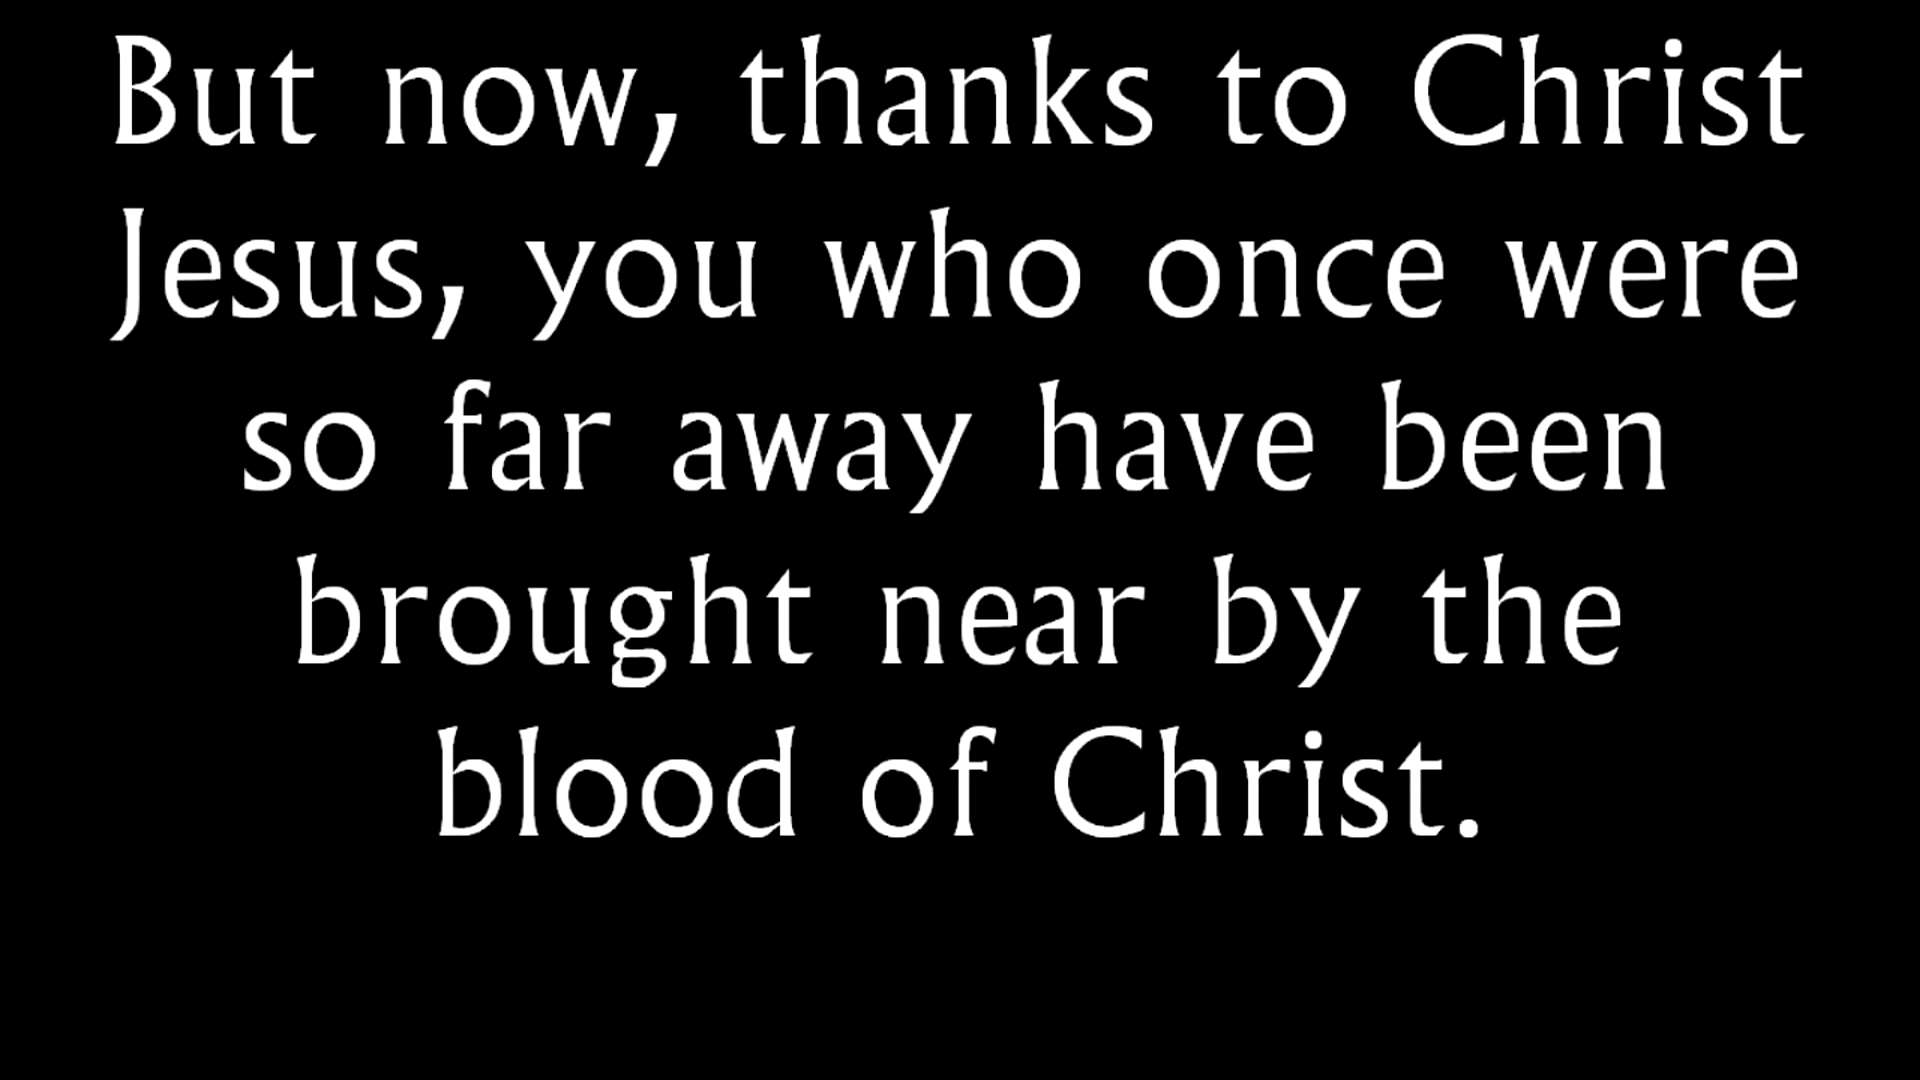 But now, thanks to Christ
Jesus, you who once were
so far away have been
brought near by the
blood of Christ.